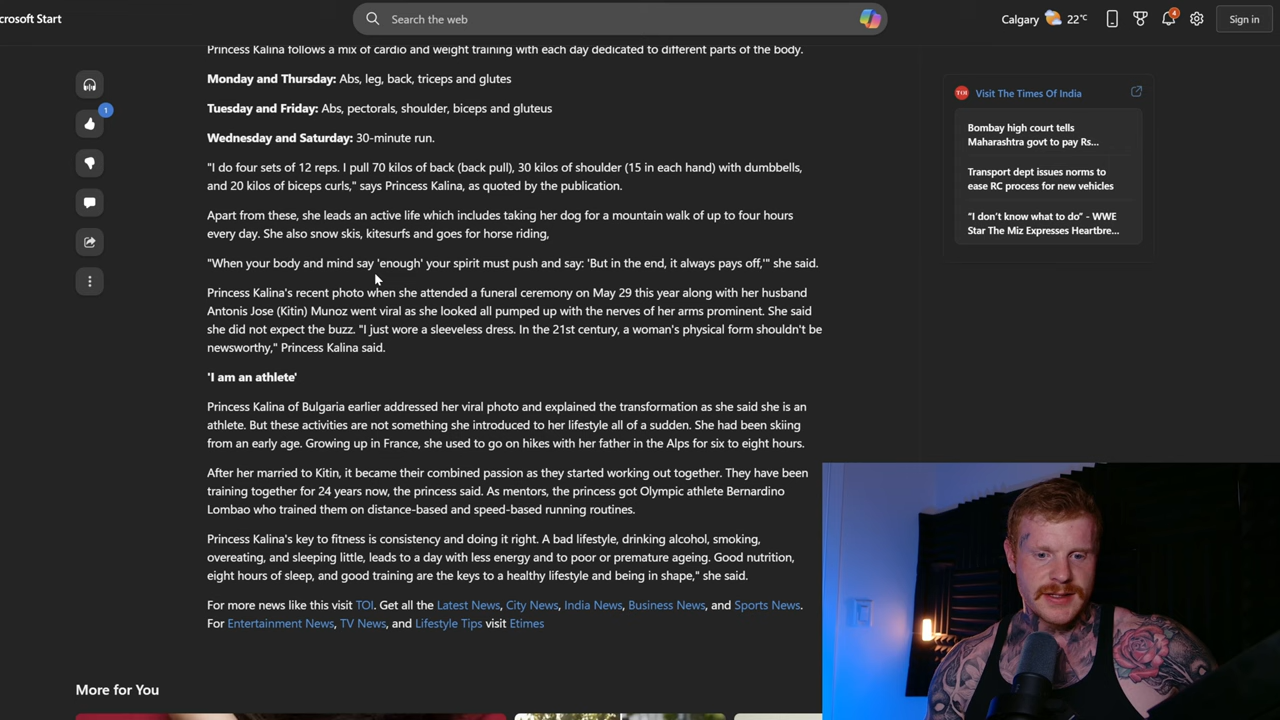 crosoft Start
Search the web
Calgary 22°C
4
Sign in
Princess Kalina follows a mix of cardio and weight training with each day dedicated to different parts of the body.
Monday and Thursday: Abs, leg, back, triceps and glutes
1
Tuesday and Friday: Abs, pectorals, shoulder, biceps and gluteus
Wednesday and Saturday: 30-minute run.
"I do four sets of 12 reps. I pull 70 kilos of back (back pull), 30 kilos of shoulder (15 in each hand) with dumbbells,
and 20 kilos of biceps curls," says Princess Kalina, as quoted by the publication.
Apart from these, she leads an active life which includes taking her dog for a mountain walk of up to four hours
every day. She also snow skis, kitesurfs and goes for horse riding,
"When your body and mind say 'enough' your spirit must push and say: 'But in the end, it always pays off,'" she said.
Princess Kalina's recent photo when she attended a funeral ceremony on May 29 this year along with her husband
Antonis Jose (Kitin) Munoz went viral as she looked all pumped up with the nerves of her arms prominent. She said
she did not expect the buzz. "I just wore a sleeveless dress. In the 21st century, a woman's physical form shouldn't be
newsworthy," Princess Kalina said.
'I am an athlete'
Princess Kalina of Bulgaria earlier addressed her viral photo and explained the transformation as she said she is an
athlete. But these activities are not something she introduced to her lifestyle all of a sudden. She had been skiing
from an early age. Growing up in France, she used to go on hikes with her father in the Alps for six to eight hours.
After her married to Kitin, it became their combined passion as they started working out together. They have been
training together for 24 years now, the princess said. As mentors, the princess got Olympic athlete Bernardino
Lombao who trained them on distance-based and speed-based running routines.
Princess Kalina's key to fitness is consistency and doing it right. A bad lifestyle, drinking alcohol, smoking,
overeating, and sleeping little, leads to a day with less energy and to poor or premature ageing. Good nutrition,
eight hours of sleep, and good training are the keys to a healthy lifestyle and being in shape," she said.
For more news like this visit TOI. Get all the Latest News, City News, India News, Business News, and Sports News.
For Entertainment News, TV News, and Lifestyle Tips visit Etimes
More for You
TOI Visit The Times Of India
Bombay high court tells
Maharashtra govt to pay Rs...
Transport dept issues norms to
ease RC process for new vehicles
"I don't know what to do" - WWE
Star The Miz Expresses Heartbre...